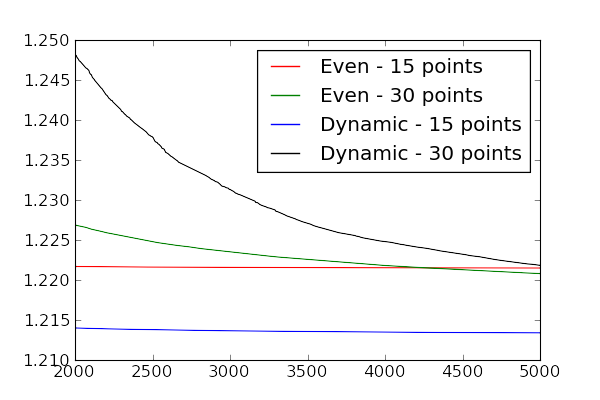 1.250
1.245
1.240
1.235
1.230
1.225
1.220
1.215
1.210
Even - 15 points
Even - 30 points
Dynamic - 15 points
Dynamic - 30 points
2000 2500 3000 3500 4000 4500 5000